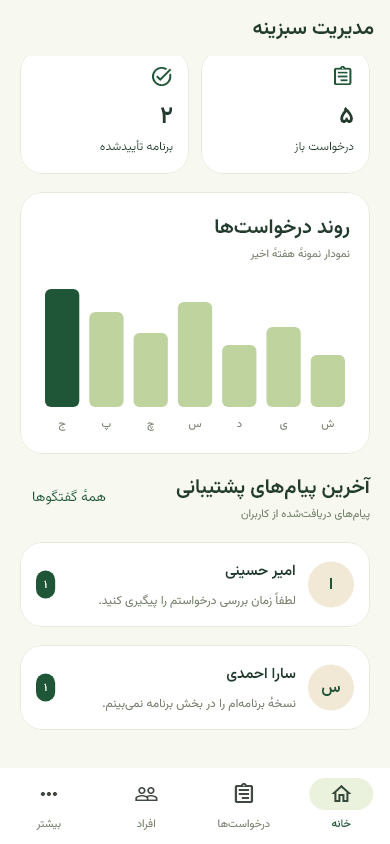 مدیریت سبزینه
۵
درخواست باز
۲
برنامه تأییدشده
روند درخواست‌ها
نمودار نمونهٔ هفتهٔ اخیر
ش ی د س چ پ ج
آخرین پیام‌های پشتیبانی
پیام‌های دریافت‌شده از کاربران
همهٔ گفتگوها
ا
امیر حسینی
لطفاً زمان بررسی درخواستم را پیگیری کنید.
۱
س
سارا احمدی
نسخهٔ برنامه‌ام را در بخش برنامه نمی‌بینم.
۱
خانه
درخواست‌ها
افراد
بیشتر